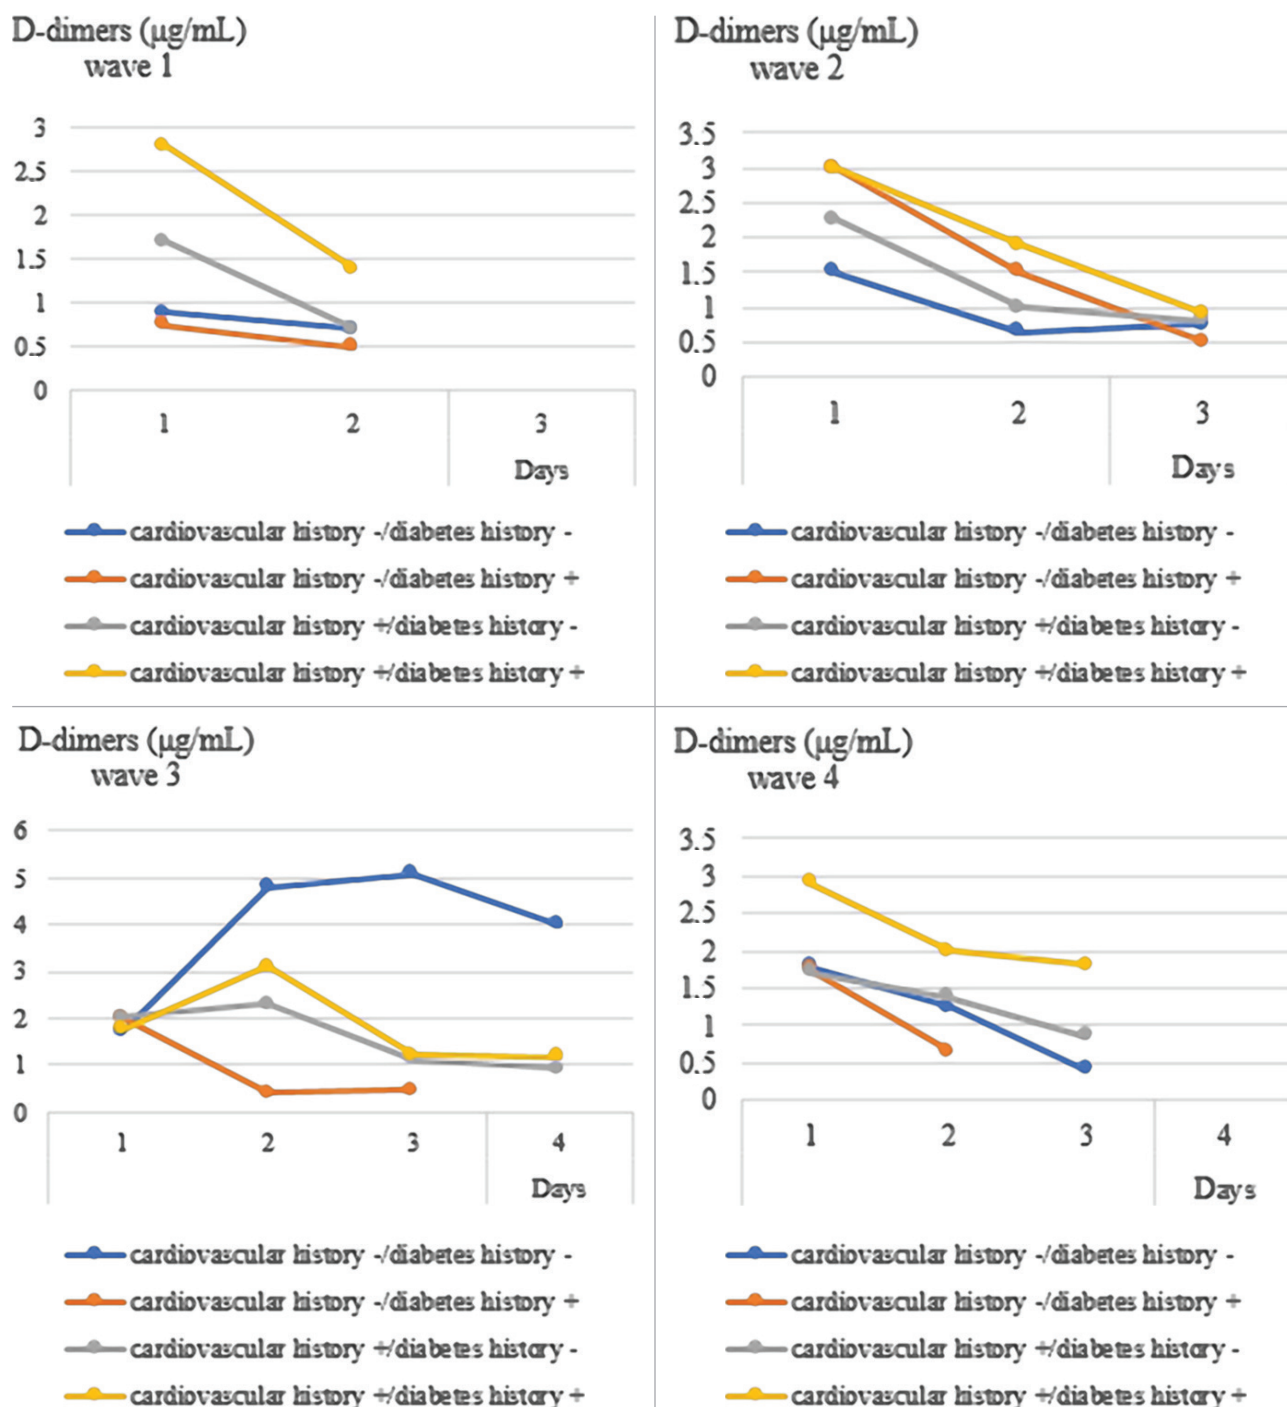 D-dimers (μg/mL)
wave 1
3
2.5
2
1.5
1
0.5
0
1 2 3
Days
cardiovascular history -/diabetes history -
cardiovascular history -/diabetes history +
cardiovascular history +/diabetes history -
cardiovascular history +/diabetes history +
D-dimers (μg/mL)
wave 2
3.5
3
2.5
2
1.5
1
0.5
0
1 2 3
Days
cardiovascular history -/diabetes history -
cardiovascular history -/diabetes history +
cardiovascular history +/diabetes history -
cardiovascular history +/diabetes history +
D-dimers (μg/mL)
wave 3
6
5
4
3
2
1
0
1 2 3 4
Days
cardiovascular history -/diabetes history -
cardiovascular history -/diabetes history +
cardiovascular history +/diabetes history -
cardiovascular history +/diabetes history +
D-dimers (μg/mL)
wave 4
3.5
3
2.5
2
1.5
1
0.5
0
1 2 3 4
Days
cardiovascular history -/diabetes history -
cardiovascular history -/diabetes history +
cardiovascular history +/diabetes history -
cardiovascular history +/diabetes history +